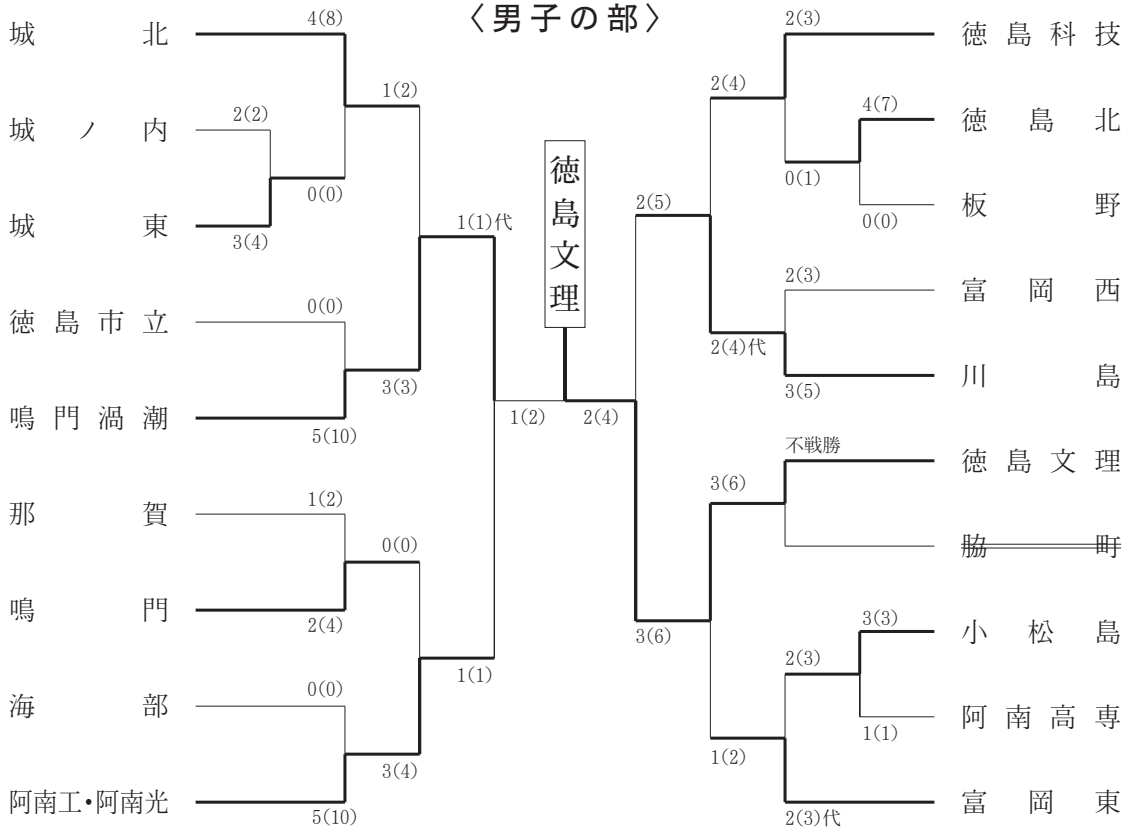 〈男子の部〉
城北
城ノ内
城東
徳島市立
鳴門渦潮
那賀
鳴門
海部
阿南工・阿南光
4(8)
2(2)
3(4)
0(0)
1(2)
0(0)
5(10)
3(3)
1(1)代
1(2)
2(4)
0(0)
0(0)
5(10)
3(4)
1(1)
1(2)
徳島文理
2(4)
2(5)
3(6)
2(4)
2(4)代
3(6)
1(2)
2(3)
0(1)
4(7)
0(0)
2(3)
3(5)
不戦勝
2(3)
3(3)
1(1)
2(3)代
徳島科技
徳島北
板野
富岡西
川島
徳島文理
脇町
小松島
阿南高専
富岡東